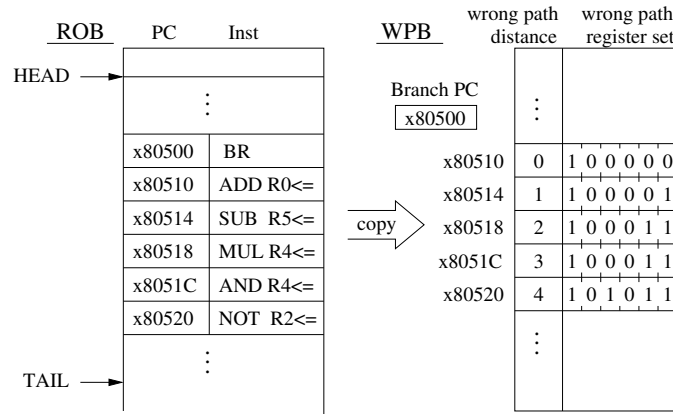 ROB PC Inst WPB wrong path distance wrong path register set
HEAD
Branch PC
x80500
x80500 BR
x80510 ADD R0<= x80510 0 1 0 0 0 0 0
x80514 SUB R5<= x80514 1 1 0 0 0 0 1
x80518 MUL R4<= copy x80518 2 1 0 0 0 1 1
x8051C AND R4<= x8051C 3 1 0 0 0 1 1
x80520 NOT R2<= x80520 4 1 0 1 0 1 1
TAIL